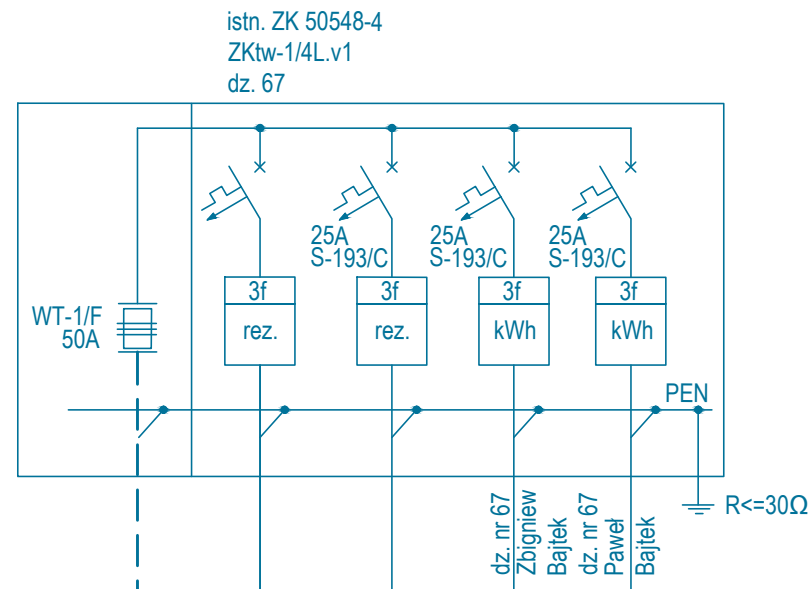 istn. ZK 50548-4
ZKtw-1/4L.v1
dz. 67
25A
S-193/C
25A
S-193/C
25A
S-193/C
3f
rez.
3f
rez.
3f
kWh
3f
kWh
WT-1/F
50A
PEN
R<=30Ω
dz. nr 67
Zbigniew
Bajtek
dz. nr 67
Paweł
Bajtek